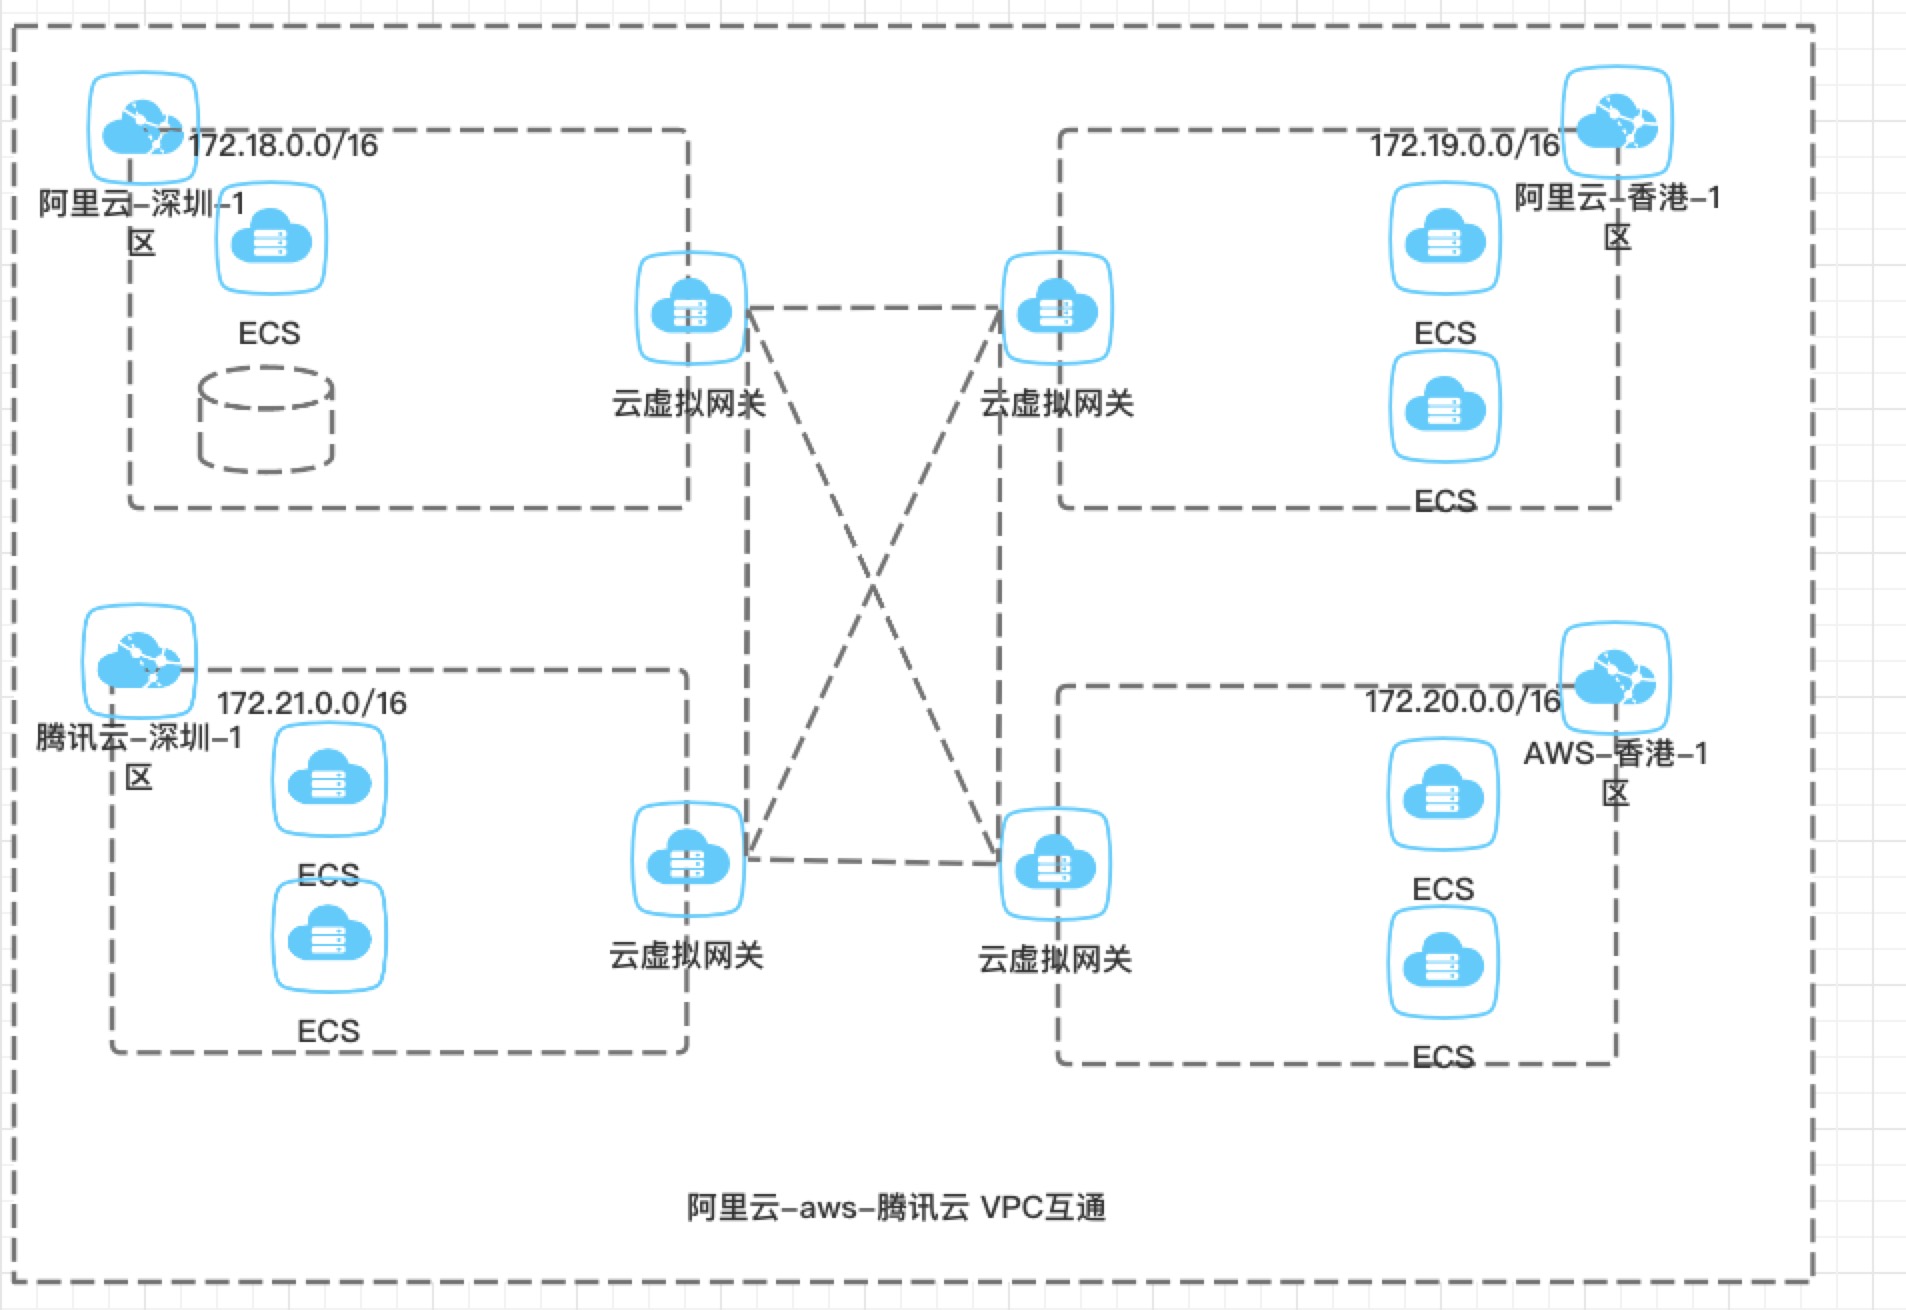 172.18.0.0/16
阿里云-深圳-1
区
ECS
云虚拟网关
172.19.0.0/16
阿里云-香港-1
区
ECS
云虚拟网关
ECS
腾讯云-深圳-1
区
172.21.0.0/16
ECS
云虚拟网关
ECS
172.20.0.0/16
AWS-香港-1
区
ECS
云虚拟网关
ECS
阿里云-aws-腾讯云 VPC互通